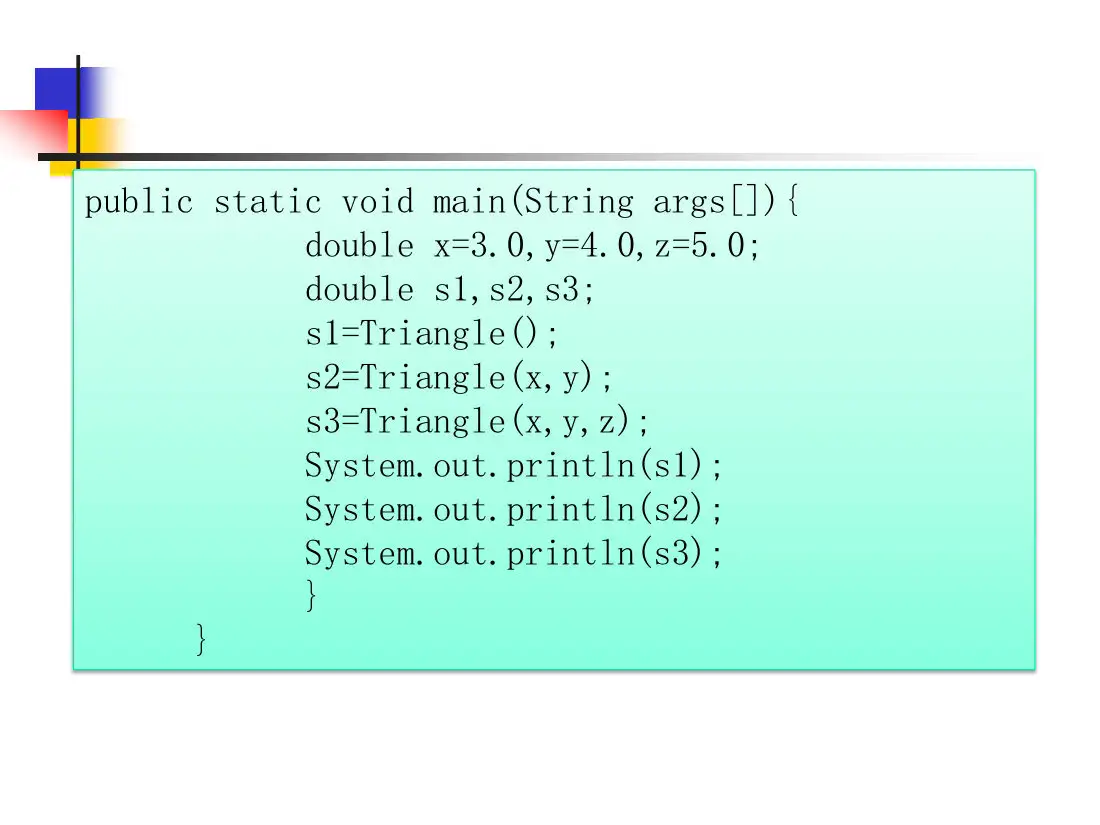 public static void main(String args[]){
double x=3.0,y=4.0,z=5.0;
double s1,s2,s3;
s1=Triangle();
s2=Triangle(x,y);
s3=Triangle(x,y,z);
System.out.println(s1);
System.out.println(s2);
System.out.println(s3);
}
}